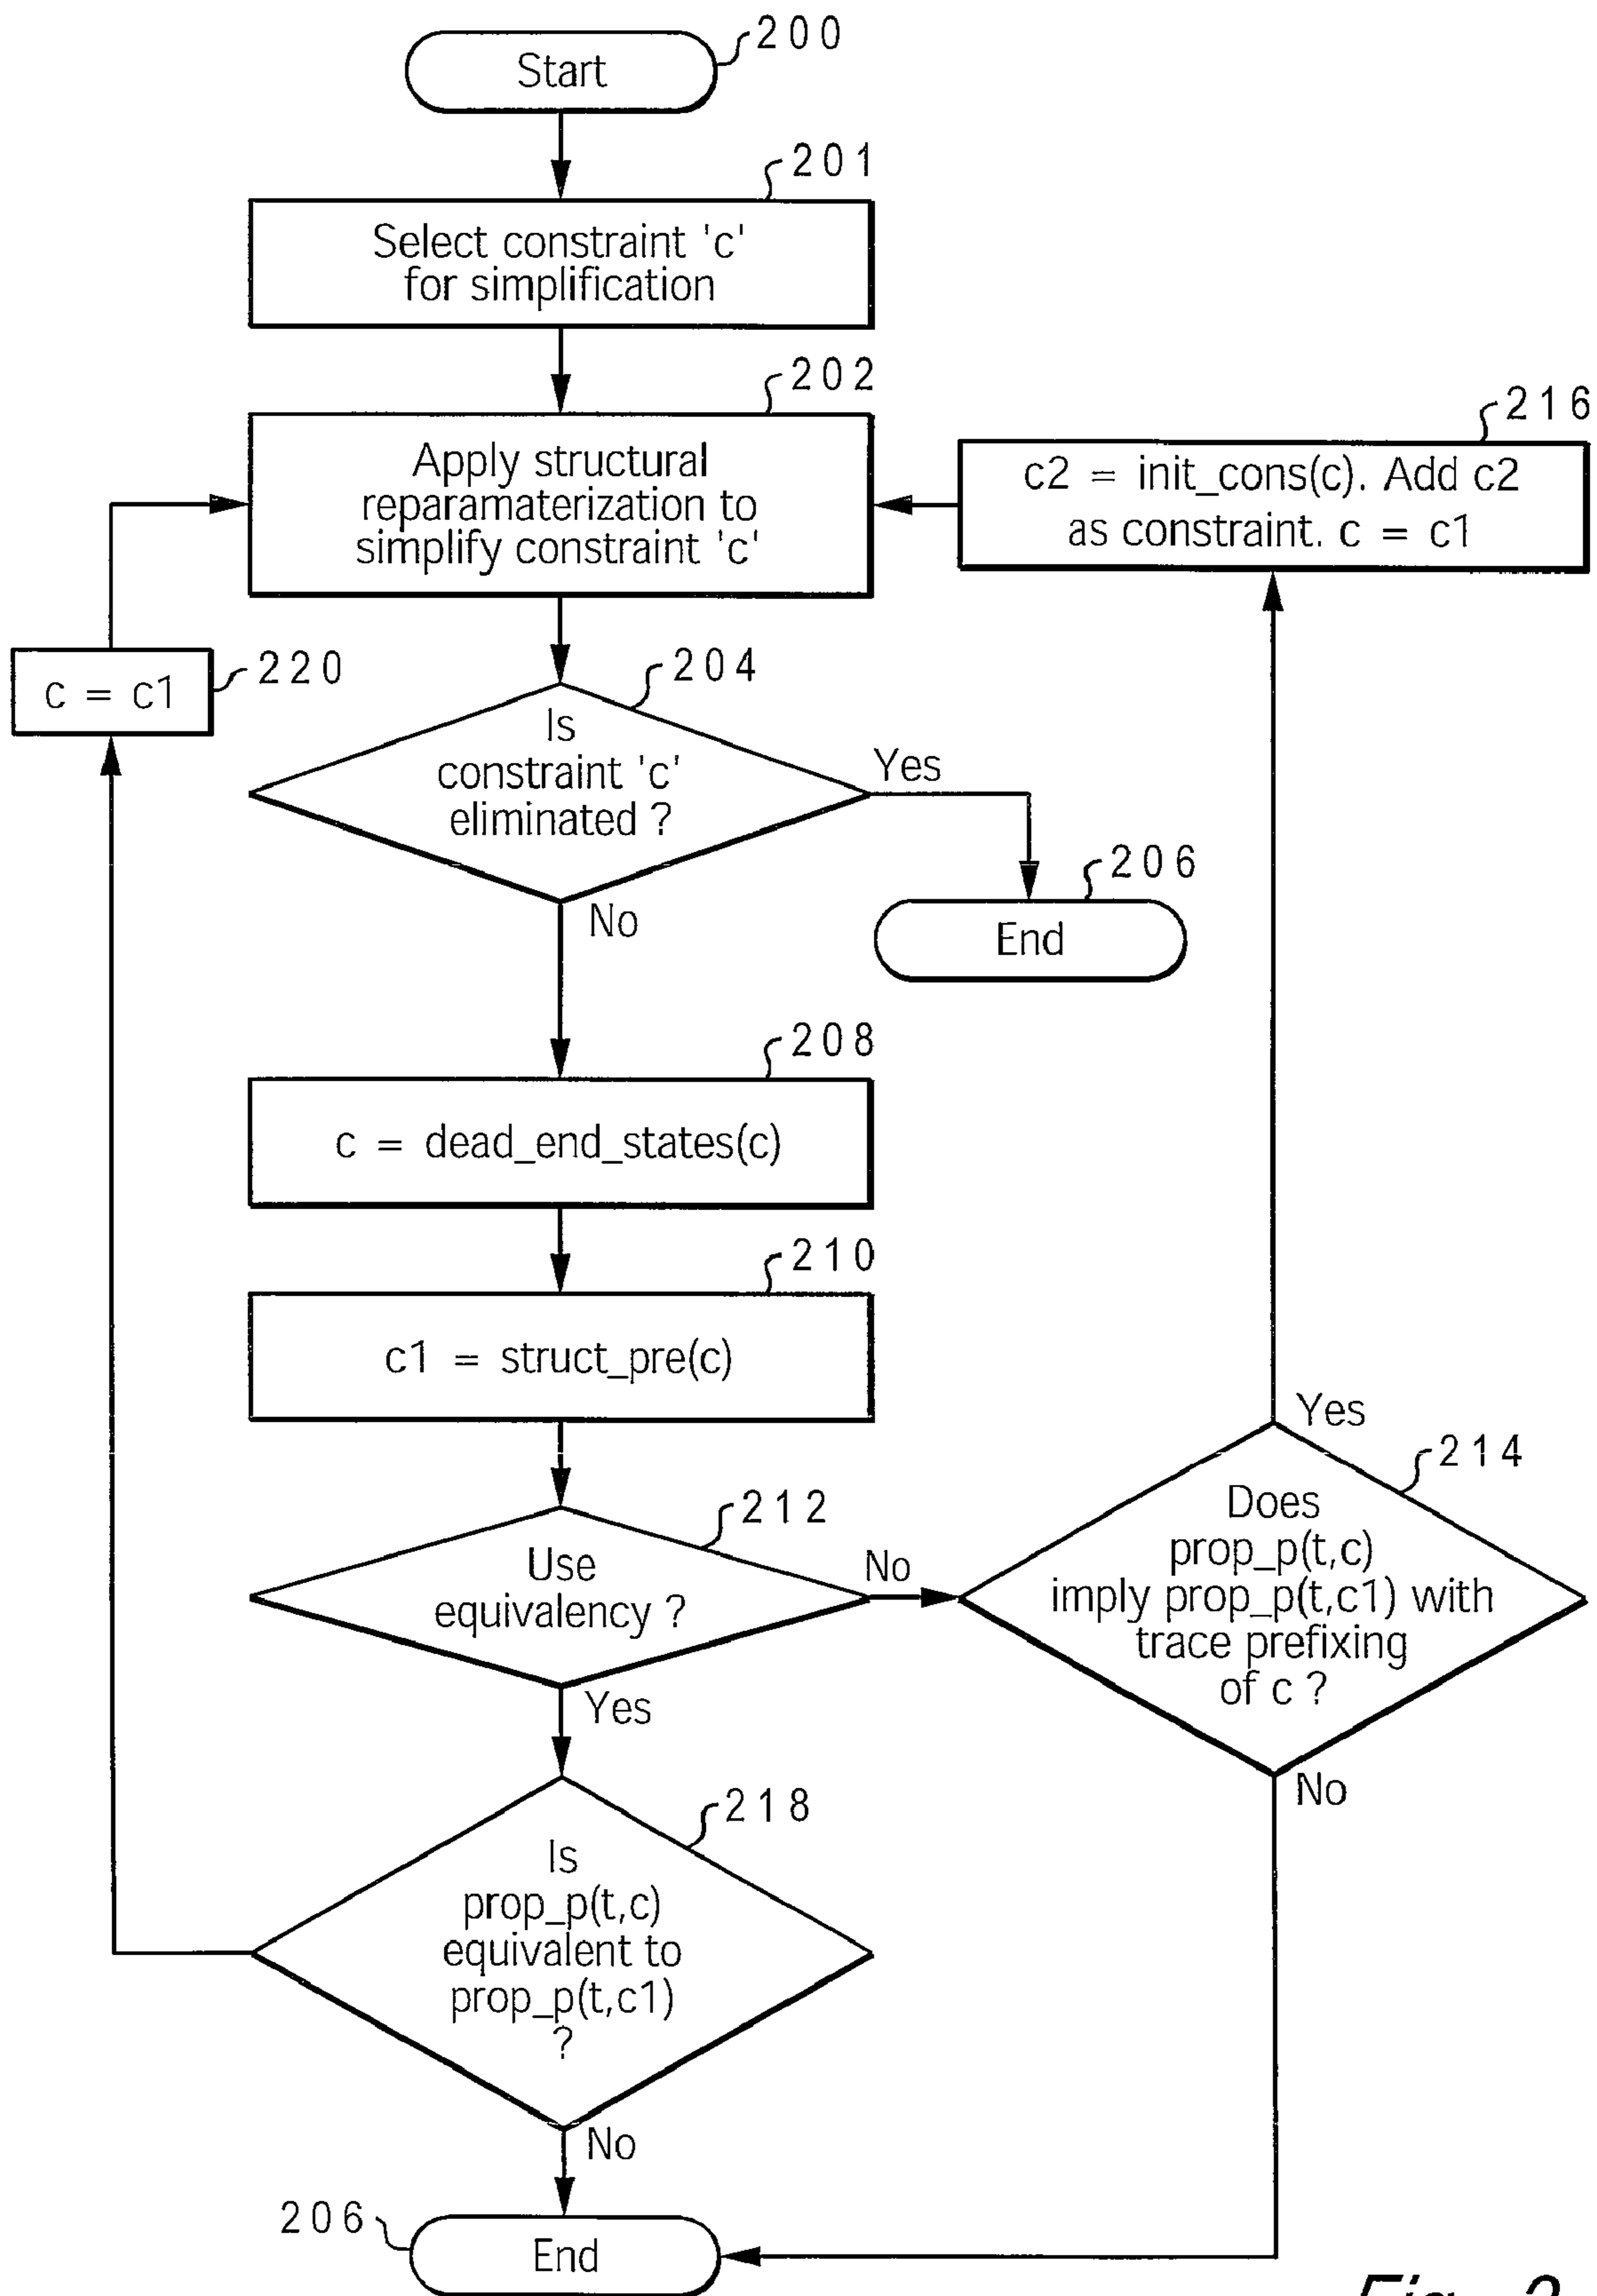 Start
200
201
Select constraint 'c'
for simplification
202
Apply structural
reparamaterization to
simplify constraint 'c'
216
c2 = init_cons(c). Add c2
as constraint. c = c1
c = c1
220
204
Is
constraint 'c'
eliminated ?
Yes
No
206
End
208
c = dead_end_states(c)
210
c1 = struct_pre(c)
212
Use
equivalency ?
No
Yes
Yes
214
Does
prop_p(t,c)
imply prop_p(t,c1) with
trace prefixing
of c ?
No
218
Is
prop_p(t,c)
equivalent to
prop_p(t,c1)
?
No
206
End